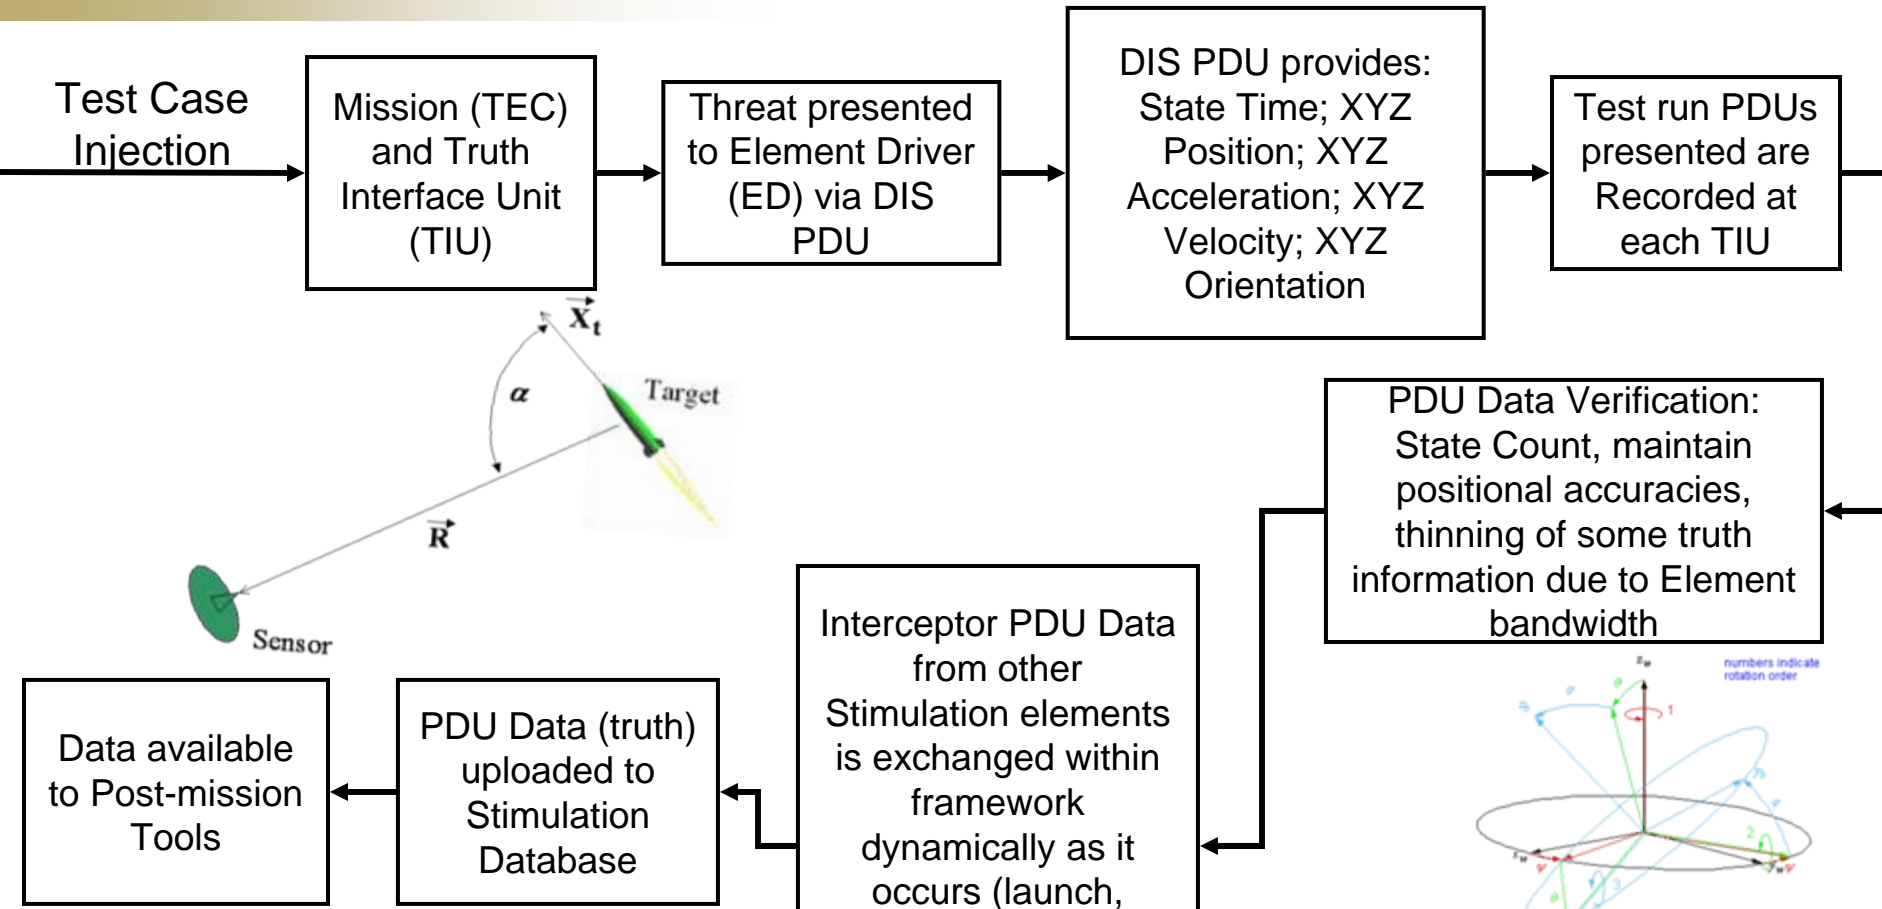 Test Case
Injection
Mission (TEC)
and Truth
Interface Unit
(TIU)
Threat presented
to Element Driver
(ED) via DIS
PDU
DIS PDU provides:
State Time; XYZ
Position; XYZ
Acceleration; XYZ
Velocity; XYZ
Orientation
Test run PDUs
presented are
Recorded at
each TIU
X⃗t
α
Target
R⃗
Sensor
PDU Data Verification:
State Count, maintain
positional accuracies,
thinning of some truth
information due to Element
bandwidth
Interceptor PDU Data
from other
Stimulation elements
is exchanged within
framework
dynamically as it
occurs (launch,
PDU Data (truth)
uploaded to
Stimulation
Database
Data available
to Post-mission
Tools
numbers indicate
rotation order
1
2
3